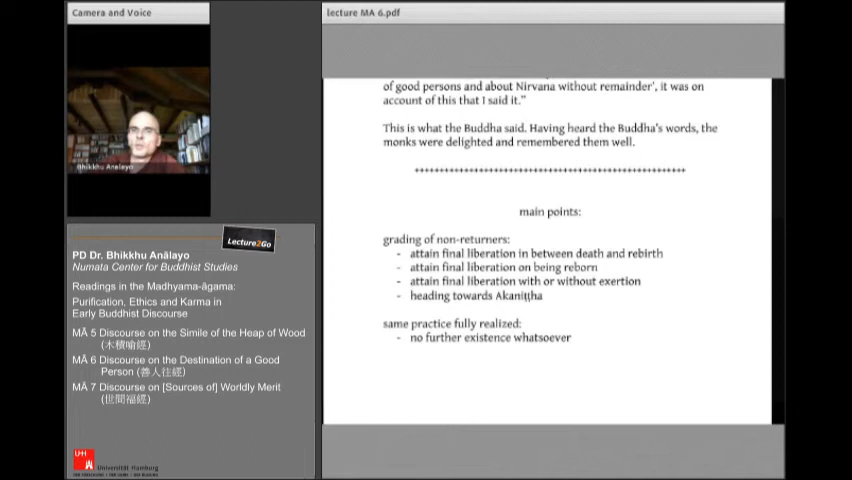 Camera and Voice
Bhikkhu Anālayo
Lecture2Go
PD Dr. Bhikkhu Anālayo
Numata Center for Buddhist Studies
Readings in the Madhyama-āgama:
Purification, Ethics and Karma in
Early Buddhist Discourse
MĀ 5 Discourse on the Simile of the Heap of Wood
(木積喻經)
MĀ 6 Discourse on the Destination of a Good
Person (善人往經)
MĀ 7 Discourse on [Sources of] Worldly Merit
(世間福經)
UH
Universität Hamburg
lecture MA 6.pdf
of good persons and about Nirvana without remainder', it was on
account of this that I said it."
This is what the Buddha said. Having heard the Buddha's words, the
monks were delighted and remembered them well.
main points:
grading of non-returners:
- attain final liberation in between death and rebirth
- attain final liberation on being reborn
- attain final liberation with or without exertion
- heading towards Akaniṭṭha
same practice fully realized:
- no further existence whatsoever